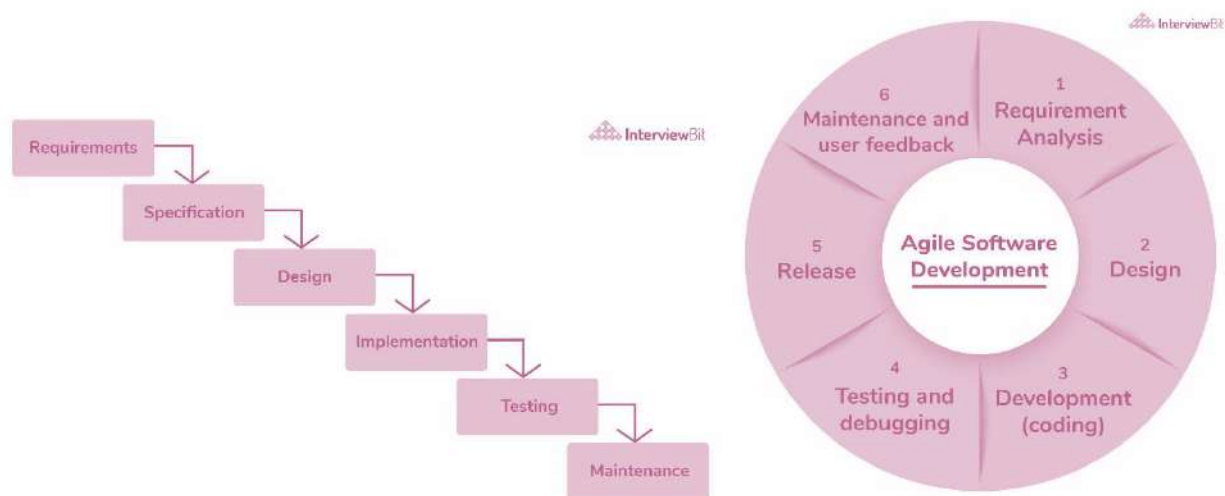 InterviewBit
Requirements
Specification
Design
Implementation
Testing
Maintenance
InterviewBit
1
Requirement
Analysis
2
Design
3
Development
(coding)
4
Testing and
debugging
5
Release
6
Maintenance and
user feedback
Agile Software
Development